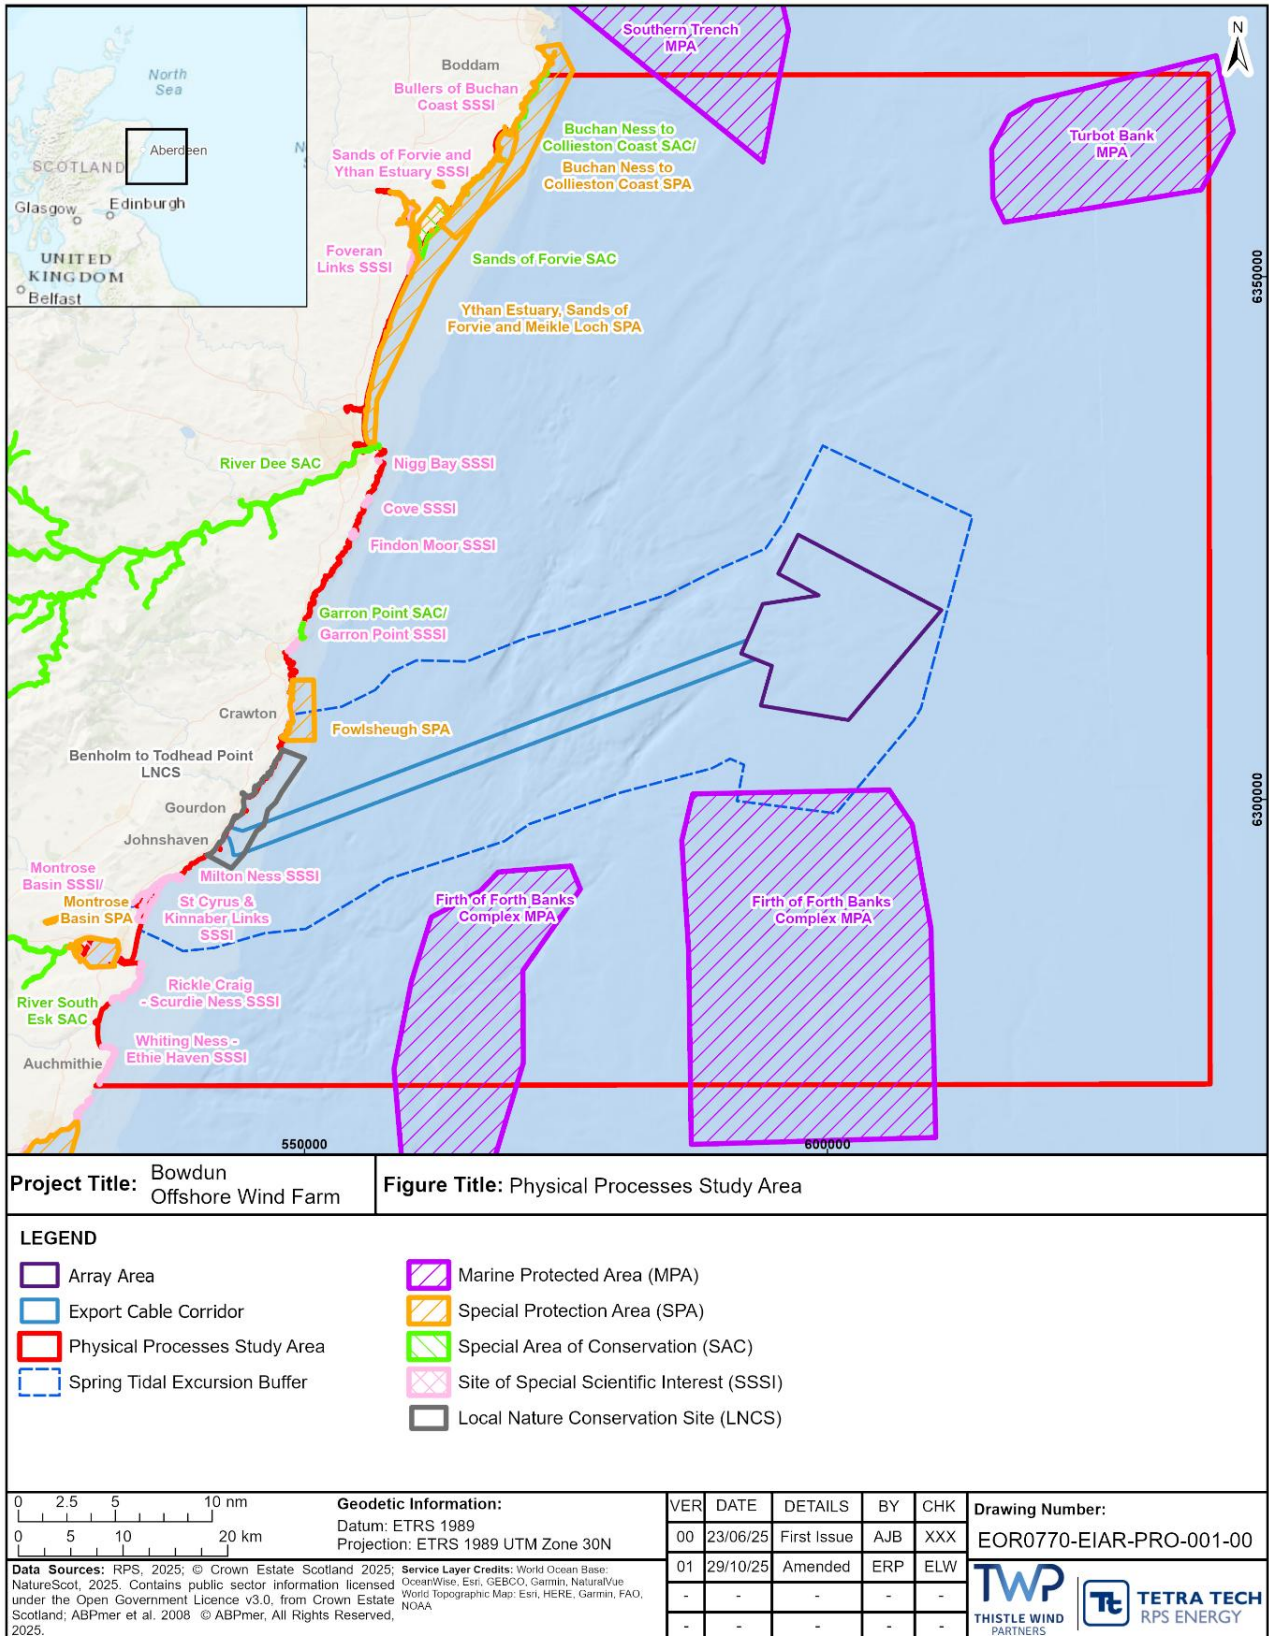 Southern Trench
MPA
N
North
Sea
Aberdeen
SCOTLAND
Glasgow
Edinburgh
UNITED
KINGDOM
Belfast
N
S
Boddam
Bullers of Buchan
Coast SSSI
Turbot Bank
MPA
Buchan Ness to
Collieston Coast SAC/
Buchan Ness to
Collieston Coast SPA
Sands of Forvie and
Ythan Estuary SSSI
Foveran
Links SSSI
Sands of Forvie SAC
6350000
Ythan Estuary, Sands of
Forvie and Meikle Loch SPA
River Dee SAC
Nigg Bay SSSI
Cove SSSI
Findon Moor SSSI
Garron Point SAC/
Garron Point SSSI
Crawton
Fowlsheugh SPA
Benholm to Todhead Point
LNCS
Gourdon
6300000
Johnshaven
Milton Ness SSSI
Montrose
Basin SSSI/
Montrose
Basin SPA
St Cyrus &
Kinnaber Links
SSSI
Firth of Forth Banks
Complex MPA
Firth of Forth Banks
Complex MPA
Rickle Craig
- Scurdie Ness SSSI
River South
Esk SAC
Whiting Ness -
Ethie Haven SSSI
Auchmithie
550000
600000
Project Title: Bowdun
Offshore Wind Farm
Figure Title: Physical Processes Study Area
LEGEND
Array Area
Export Cable Corridor
Physical Processes Study Area
Spring Tidal Excursion Buffer
Marine Protected Area (MPA)
Special Protection Area (SPA)
Special Area of Conservation (SAC)
Site of Special Scientific Interest (SSSI)
Local Nature Conservation Site (LNCS)
0 2.5 5 10 nm
0 5 10 20 km
Geodetic Information:
Datum: ETRS 1989
Projection: ETRS 1989 UTM Zone 30N
Data Sources: RPS, 2025; © Crown Estate Scotland 2025;
NatureScot, 2025. Contains public sector information licensed
under the Open Government Licence v3.0, from Crown Estate
Scotland; ABPmer et al. 2008 © ABPmer, All Rights Reserved,
2025.
Service Layer Credits: World Ocean Base:
OceanWise, Esri, GEBCO, Garmin, NaturalVue
World Topographic Map: Esri, HERE, Garmin, FAO,
NOAA
VER DATE DETAILS BY CHK
00 23/06/25 First Issue AJB XXX
01 29/10/25 Amended ERP ELW
- - - - -
- - - - -
Drawing Number:
EOR0770-EIAR-PRO-001-00
TWP
THISTLE WIND
PARTNERS
Tt
TETRA TECH
RPS ENERGY